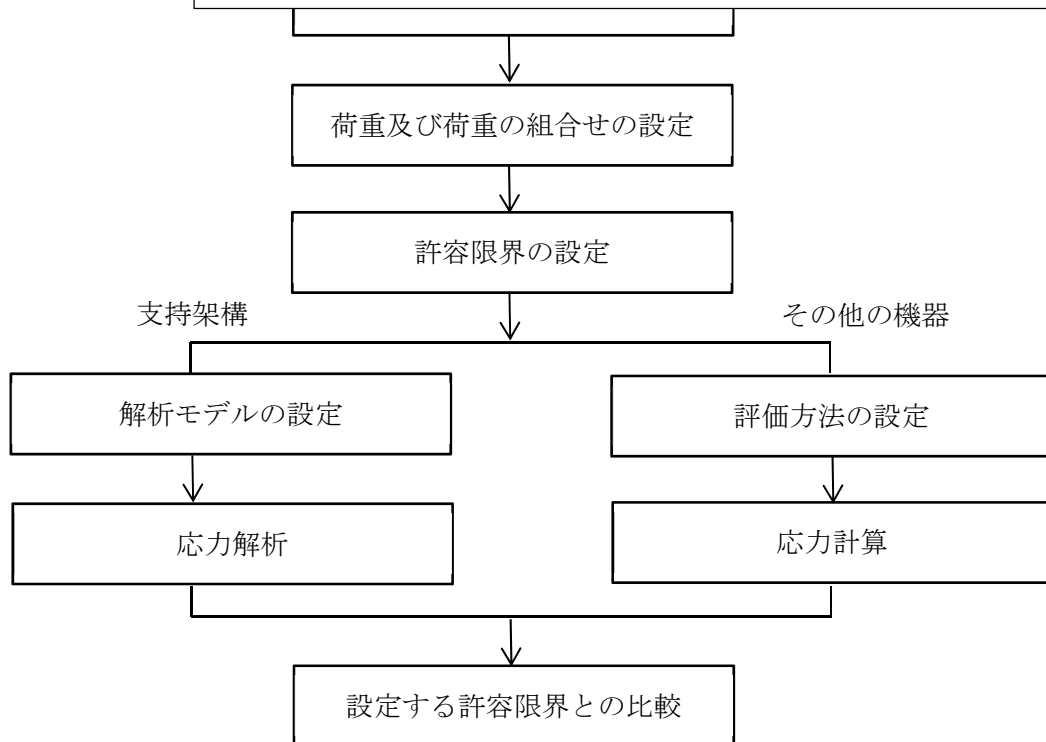 荷重及び荷重の組合せの設定
許容限界の設定
支持架構
その他の機器
解析モデルの設定
評価方法の設定
応力解析
応力計算
設定する許容限界との比較